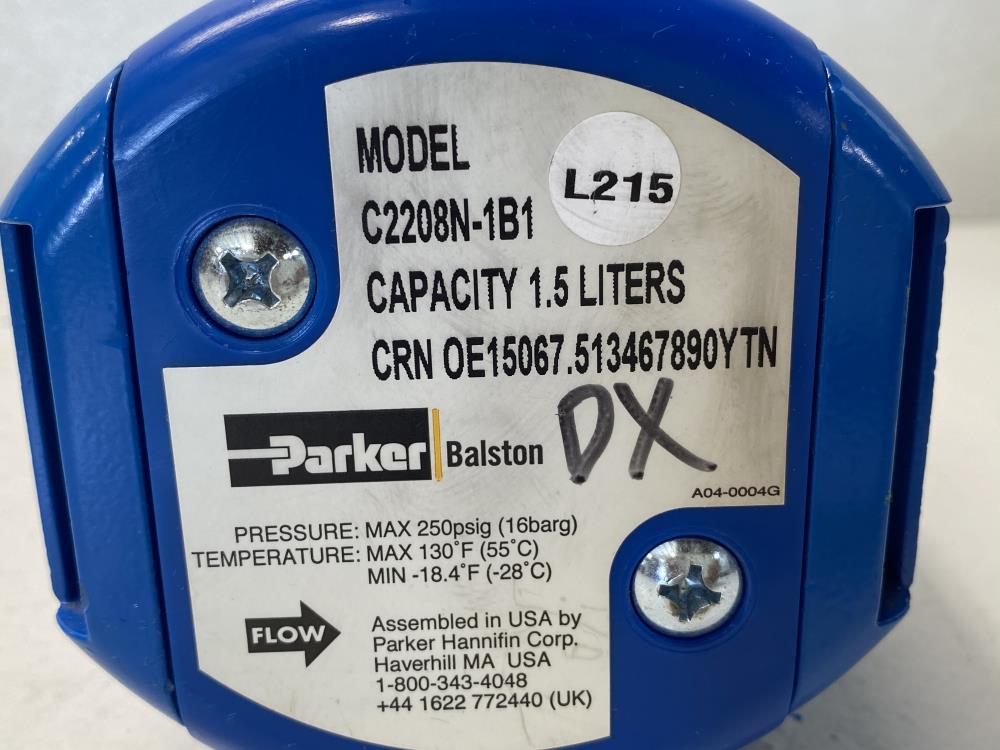 MODEL
L215
C2208N-1B1
CAPACITY 1.5 LITERS
CRN OE15067.513467890YTN
Parker Balston
DX
A04-0004G
PRESSURE: MAX 250psig (16barg)
TEMPERATURE: MAX 130°F (55°C)
MIN -18.4°F (-28°C)
FLOW
Assembled in USA by
Parker Hannifin Corp.
Haverhill MA USA
1-800-343-4048
+44 1622 772440 (UK)